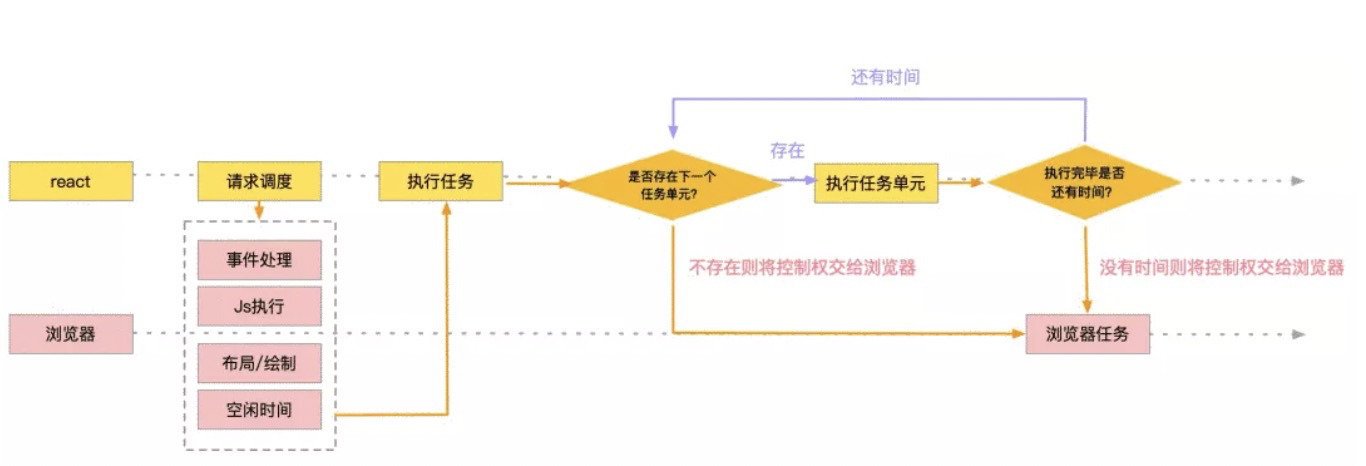 还有时间
react
请求调度
执行任务
是否存在下一个
任务单元?
存在
执行任务单元
执行完毕是否
还有时间?
事件处理
Js执行
不存在则将控制权交给浏览器
没有时间则将控制权交给浏览器
浏览器
布局/绘制
空闲时间
浏览器任务